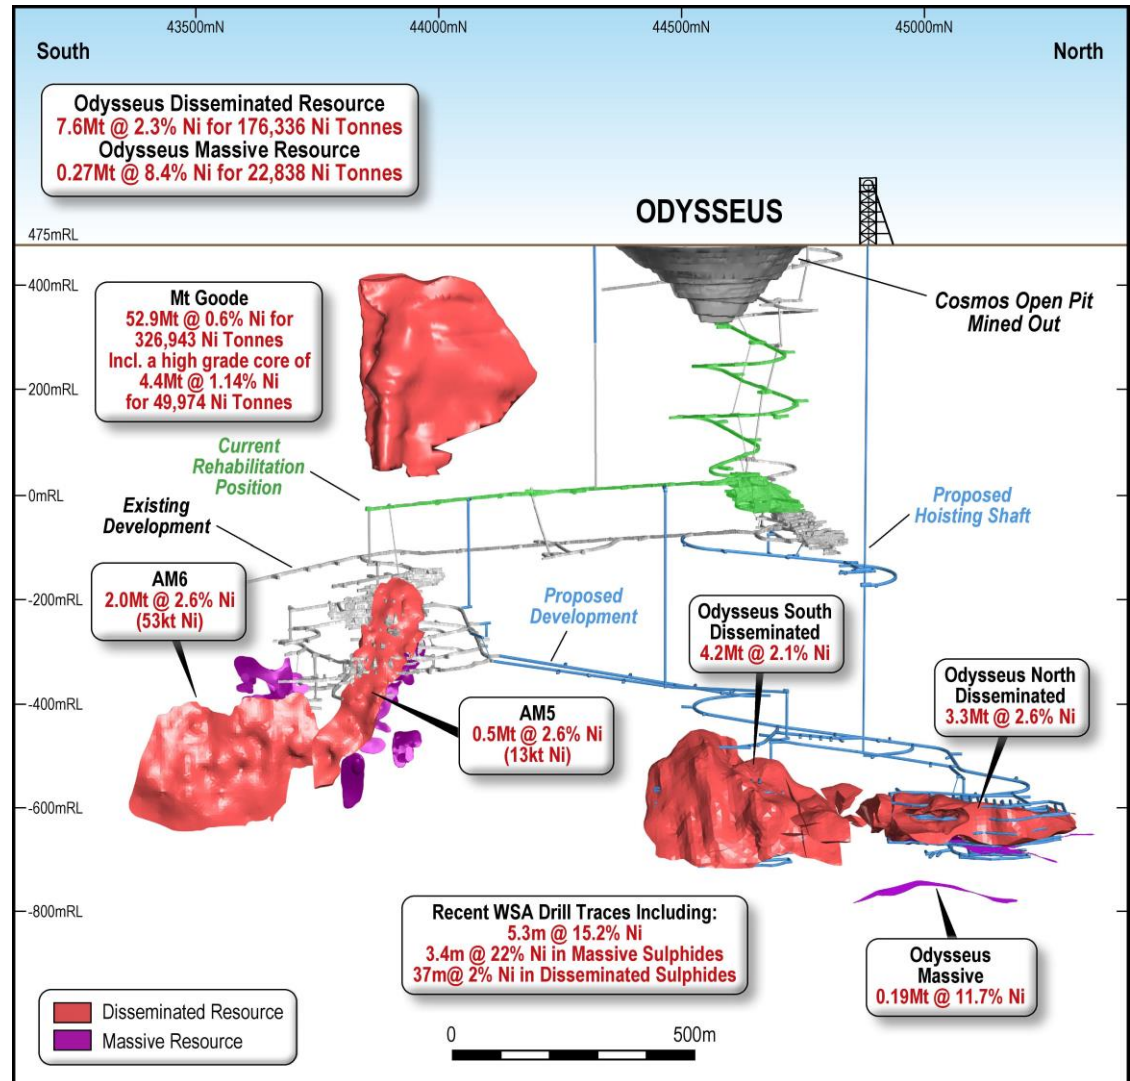 43500mN
44000mN
44500mN
45000mN
South
North
Odysseus Disseminated Resource
7.6Mt @ 2.3% Ni for 176,336 Ni Tonnes
Odysseus Massive Resource
0.27Mt @ 8.4% Ni for 22,838 Ni Tonnes
ODYSSEUS
475mRL
400mRL
Mt Goode
52.9Mt @ 0.6% Ni for
326,943 Ni Tonnes
Incl. a high grade core of
4.4Mt @ 1.14% Ni
for 49,974 Ni Tonnes
Cosmos Open Pit
Mined Out
200mRL
Current
Rehabilitation
Position
0mRL
Existing
Development
Proposed
Hoisting Shaft
AM6
2.0Mt @ 2.6% Ni
(53kt Ni)
-200mRL
Proposed
Development
Odysseus South
Disseminated
4.2Mt @ 2.1% Ni
Odysseus North
Disseminated
3.3Mt @ 2.6% Ni
-400mRL
AM5
0.5Mt @ 2.6% Ni
(13kt Ni)
-600mRL
-800mRL
Recent WSA Drill Traces Including:
5.3m @ 15.2% Ni
3.4m @ 22% Ni in Massive Sulphides
37m@ 2% Ni in Disseminated Sulphides
Odysseus
Massive
0.19Mt @ 11.7% Ni
Disseminated Resource
Massive Resource
0
500m